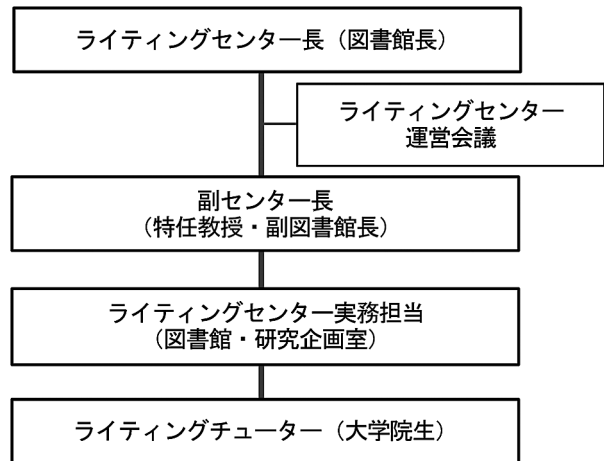 ライティングセンター長（図書館長）
ライティングセンター
運営会議
副センター長
（特任教授・副図書館長）
ライティングセンター実務担当
（図書館・研究企画室）
ライティングチューター（大学院生）